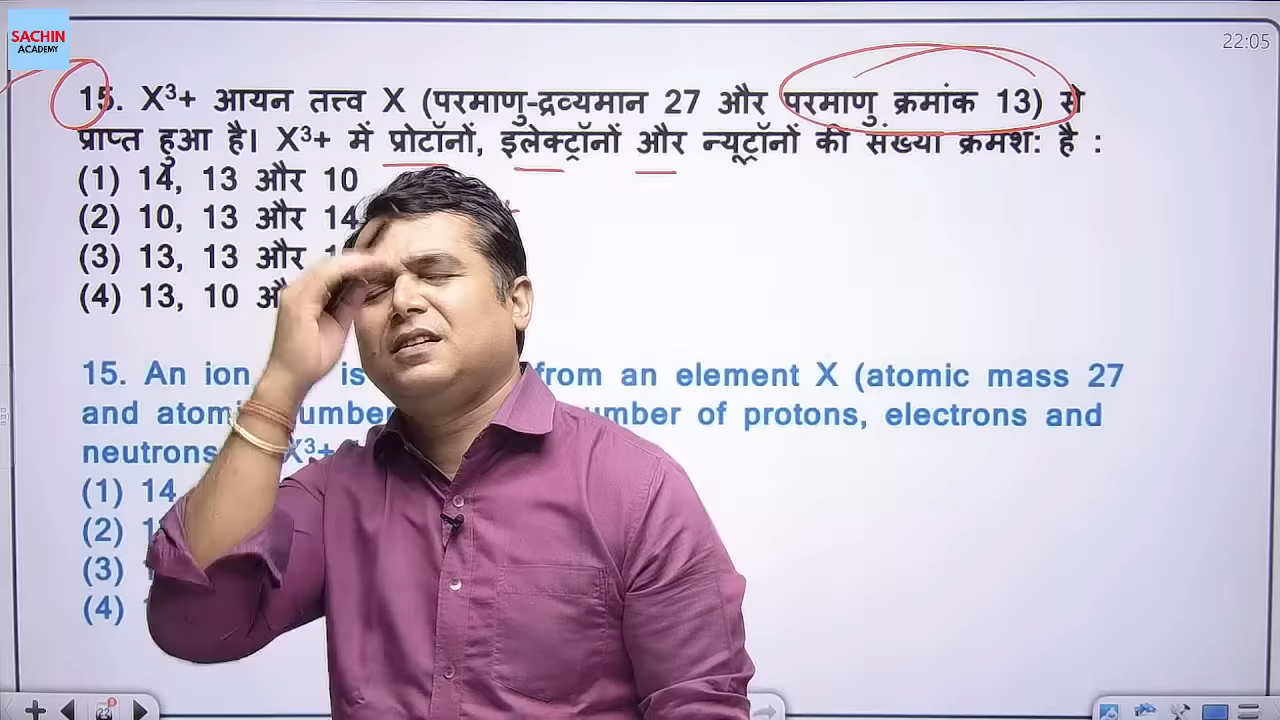 SACHIN
ACADEMY
22:05
15. X³+ आयन तत्त्व X (परमाणु-द्रव्यमान 27 और परमाणु क्रमांक 13) से
प्राप्त हुआ है। X³+ में प्रोटॉनों, इलेक्ट्रॉनों और न्यूट्रॉनों की संख्या क्रमशः है :
(1) 14, 13 और 10
(2) 10, 13 और 14
(3) 13, 13 और
(4) 13, 10
15. An ion is from an element X (atomic mass 27
and of protons, electrons and
neutrons X³+
(1) 14
(2)
(3)
(4)
22